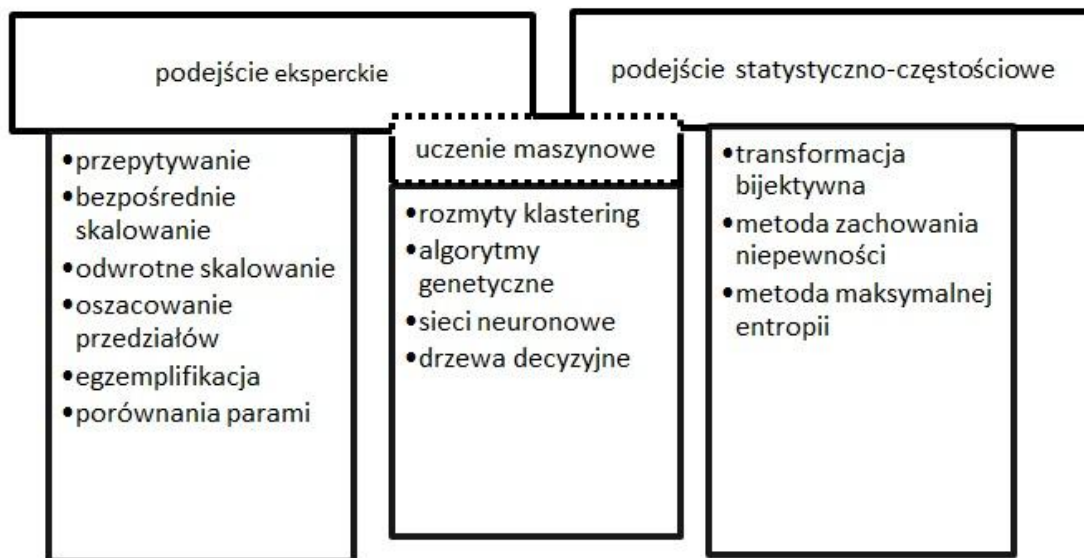 podejście eksperckie
podejście statystyczno-częstościowe
uczenie maszynowe
•przepytywanie
•bezpośrednie
skalowanie
•odwrotne skalowanie
•oszacowanie
przedziałów
•egzemplifikacja
•porównania parami
•rozmyty klastering
•algorytmy
genetyczne
•sieci neuronowe
•drzewa decyzyjne
•transformacja
bijektywna
•metoda zachowania
niepewności
•metoda maksymalnej
entropii